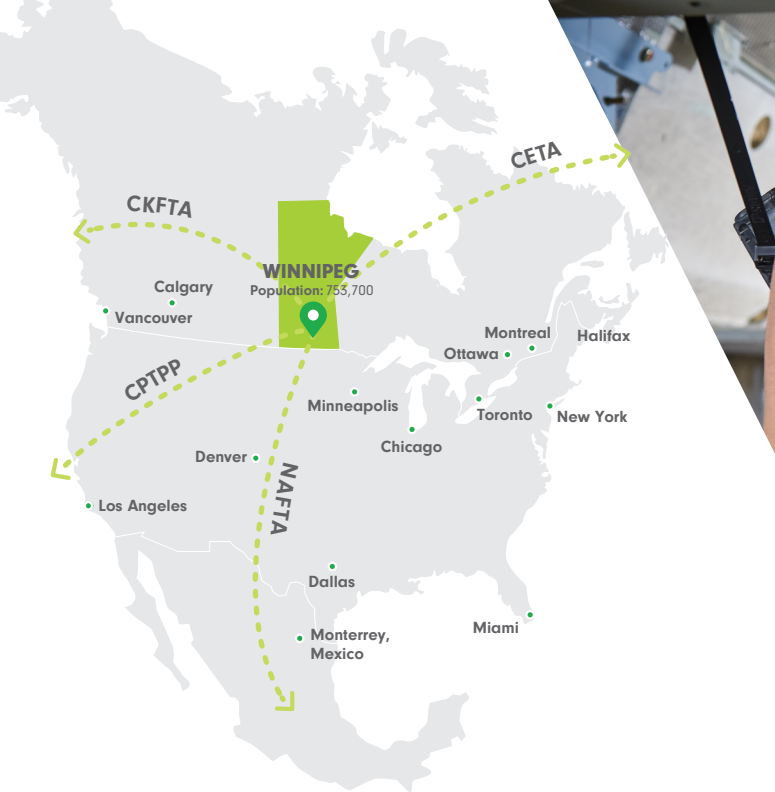 CETA
CKFTA
WINNIPEG
Population: 753,700
Calgary
Vancouver
Montreal
Halifax
Ottawa
CPTPP
Minneapolis
Toronto
New York
Chicago
Denver
NAFTA
Los Angeles
Dallas
Miami
Monterrey,
Mexico